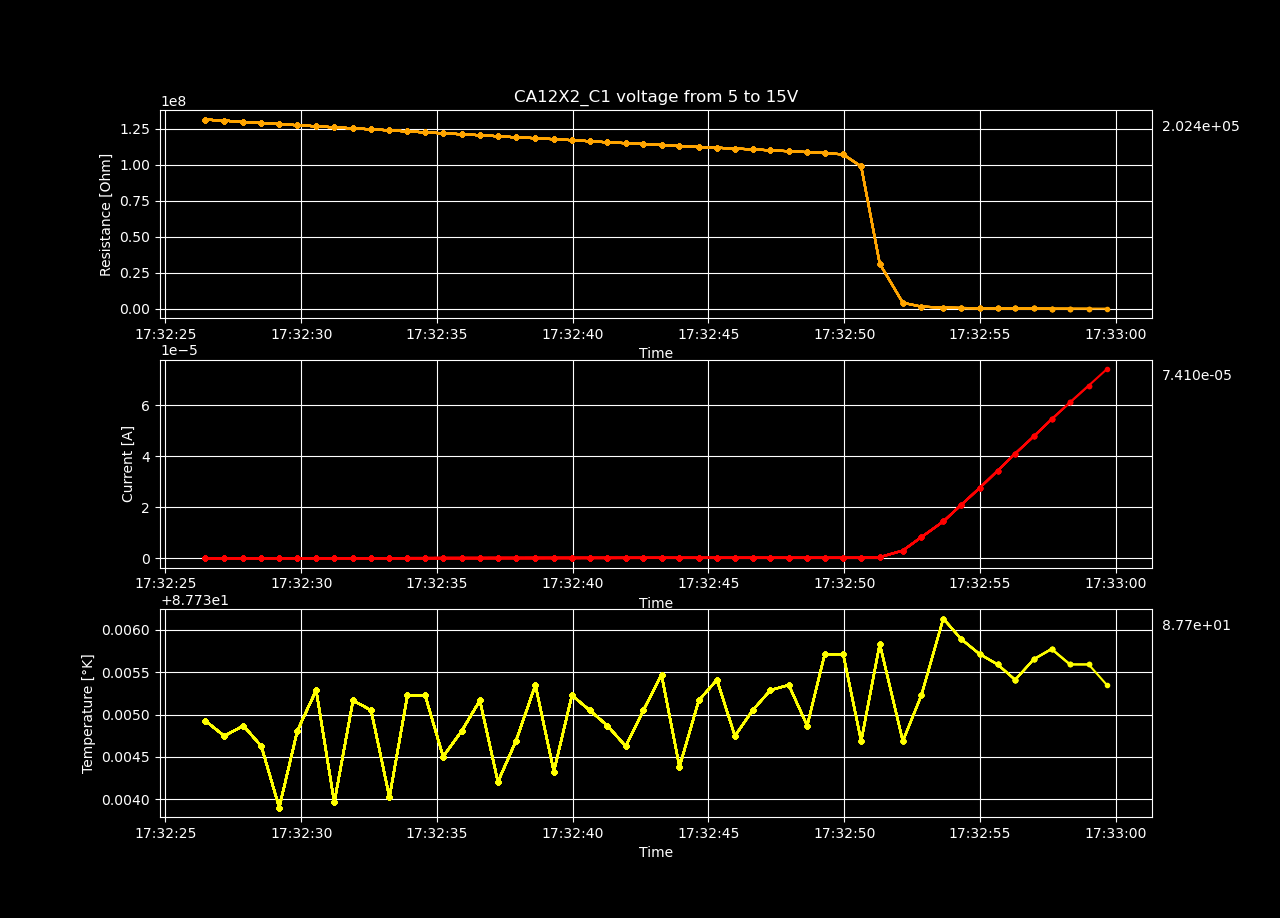 CA12X2_C1 voltage from 5 to 15V
1e8
2.024e+05
Resistance [Ohm]
1.25
1.00
0.75
0.50
0.25
0.00
17:32:25 17:32:30 17:32:35 17:32:40 17:32:45 17:32:50 17:32:55 17:33:00
Time
1e−5
7.410e-05
Current [A]
6
4
2
0
17:32:25 17:32:30 17:32:35 17:32:40 17:32:45 17:32:50 17:32:55 17:33:00
Time
+8.773e1
8.77e+01
Temperature [°K]
0.0060
0.0055
0.0050
0.0045
0.0040
17:32:25 17:32:30 17:32:35 17:32:40 17:32:45 17:32:50 17:32:55 17:33:00
Time